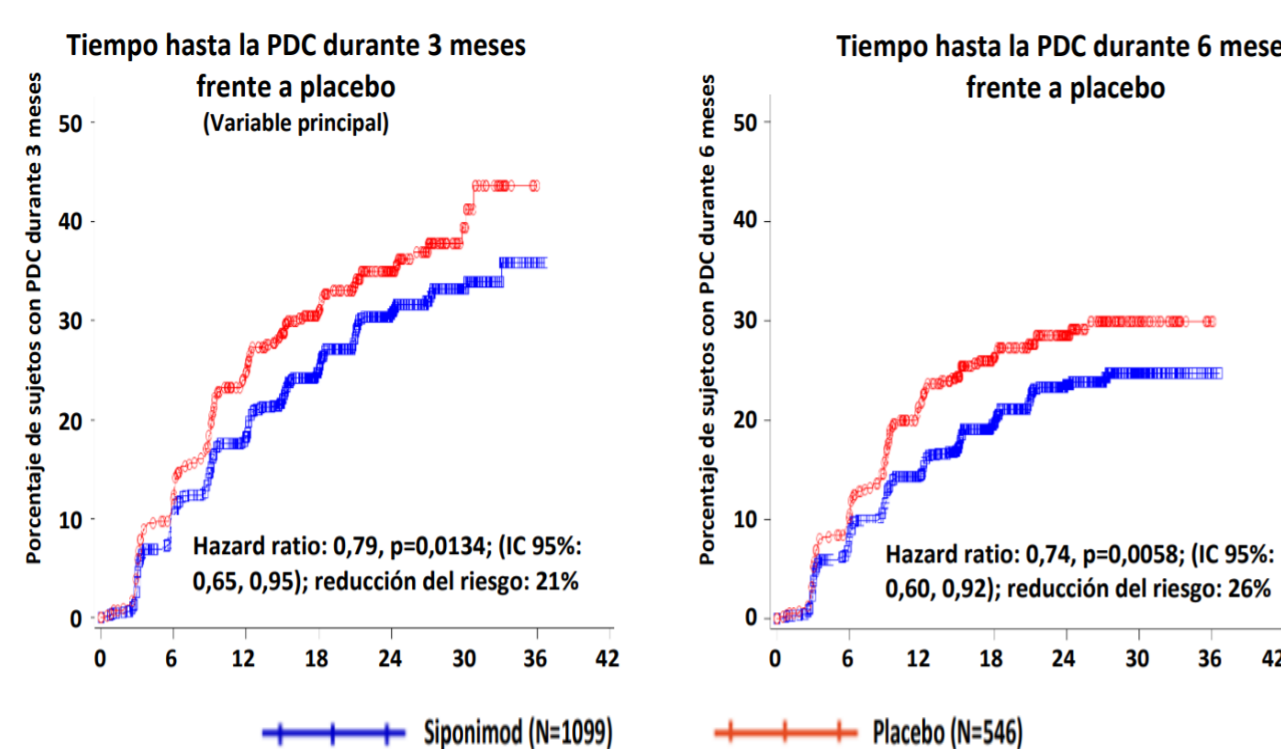 Tiempo hasta la PDC durante 3 meses
frente a placebo
(Variable principal)
Porcentaje de sujetos con PDC durante 3 meses
50
40
30
20
10
0
Hazard ratio: 0,79, p=0,0134; (IC 95%:
0,65, 0,95); reducción del riesgo: 21%
0 6 12 18 24 30 36 42
Tiempo hasta la PDC durante 6 mese
frente a placebo
Porcentaje de sujetos con PDC durante 6 meses
50
40
30
20
10
0
Hazard ratio: 0,74, p=0,0058; (IC 95%:
0,60, 0,92); reducción del riesgo: 26%
0 6 12 18 24 30 36 42
Siponimod (N=1099)
Placebo (N=546)